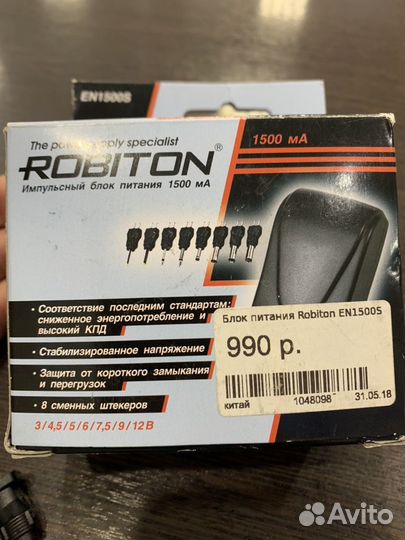 EN1500S
The power supply specialist
1500 мА
ROBITON®
Импульсный блок питания 1500 мА
• Соответствие последним стандартам:
сниженное энергопотребление и
высокий КПД
• Стабилизированное напряжение
• Защита от короткого замыкания
и перегрузок
• 8 сменных штекеров
3/4,5/5/6/7,5/9/12 В
Блок питания Robiton EN1500S
990 р.
китай 1048098 31.05.18
Avito